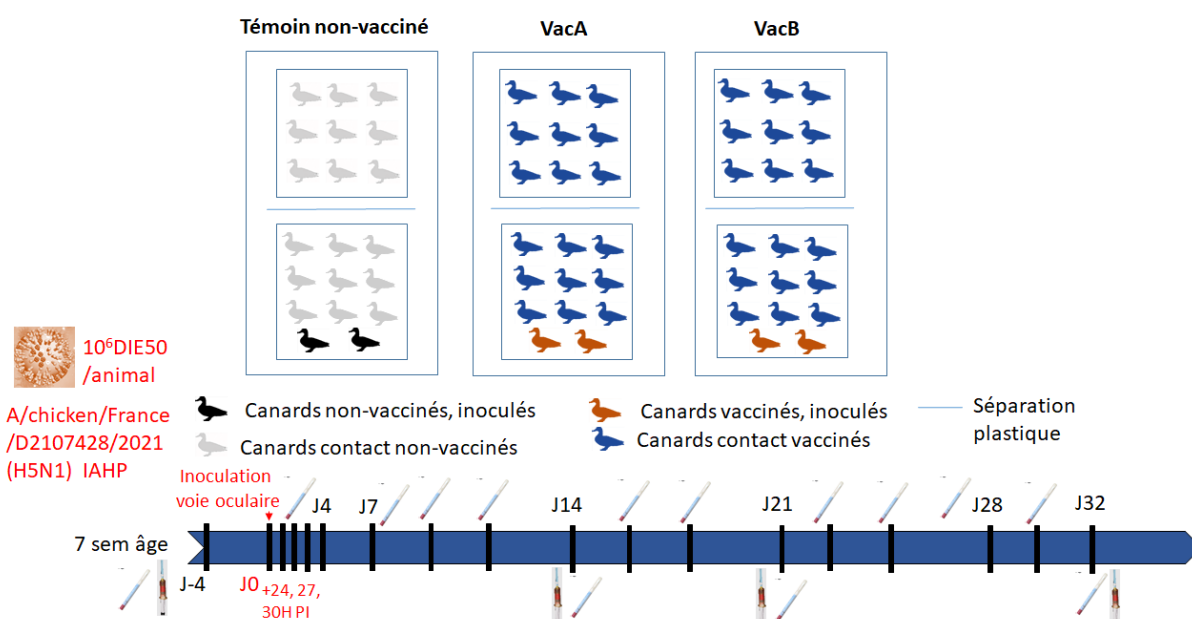 Témoin non-vacciné
VacA
VacB
10⁶DIE50
/animal
A/chicken/France
/D2107428/2021
(H5N1) IAHP
Canards non-vaccinés, inoculés
Canards contact non-vaccinés
Canards vaccinés, inoculés
Canards contact vaccinés
Séparation
plastique
Inoculation
voie oculaire
J4
J7
J14
J21
J28
J32
7 sem âge
J-4
J0
+24, 27,
30H PI